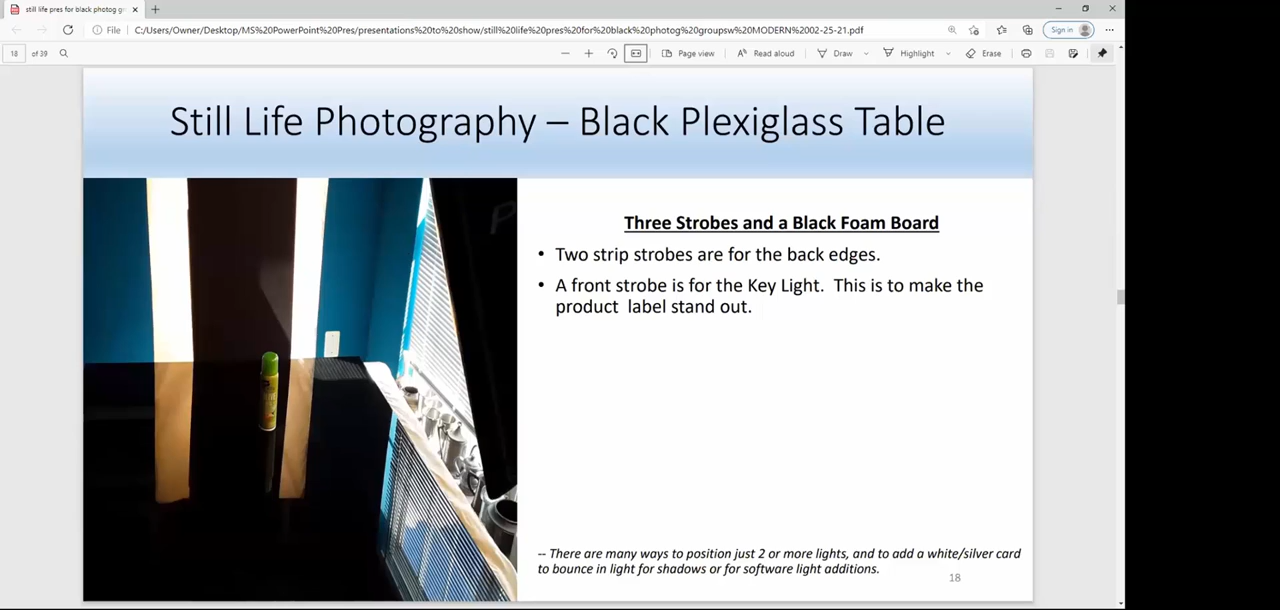 still life pres for black photog gr
File
C:/Users/Owner/Desktop/MS%20PowerPoint%20Pres/presentations%20to%20show/still%20life%20pres%20for%20black%20photog%20groupsw%20MODERN%2002-25-21.pdf
Sign in
18 of 39
Page view
Read aloud
Draw
Highlight
Erase
Still Life Photography – Black Plexiglass Table
Three Strobes and a Black Foam Board
• Two strip strobes are for the back edges.
• A front strobe is for the Key Light. This is to make the
product label stand out.
-- There are many ways to position just 2 or more lights, and to add a white/silver card
to bounce in light for shadows or for software light additions.
18